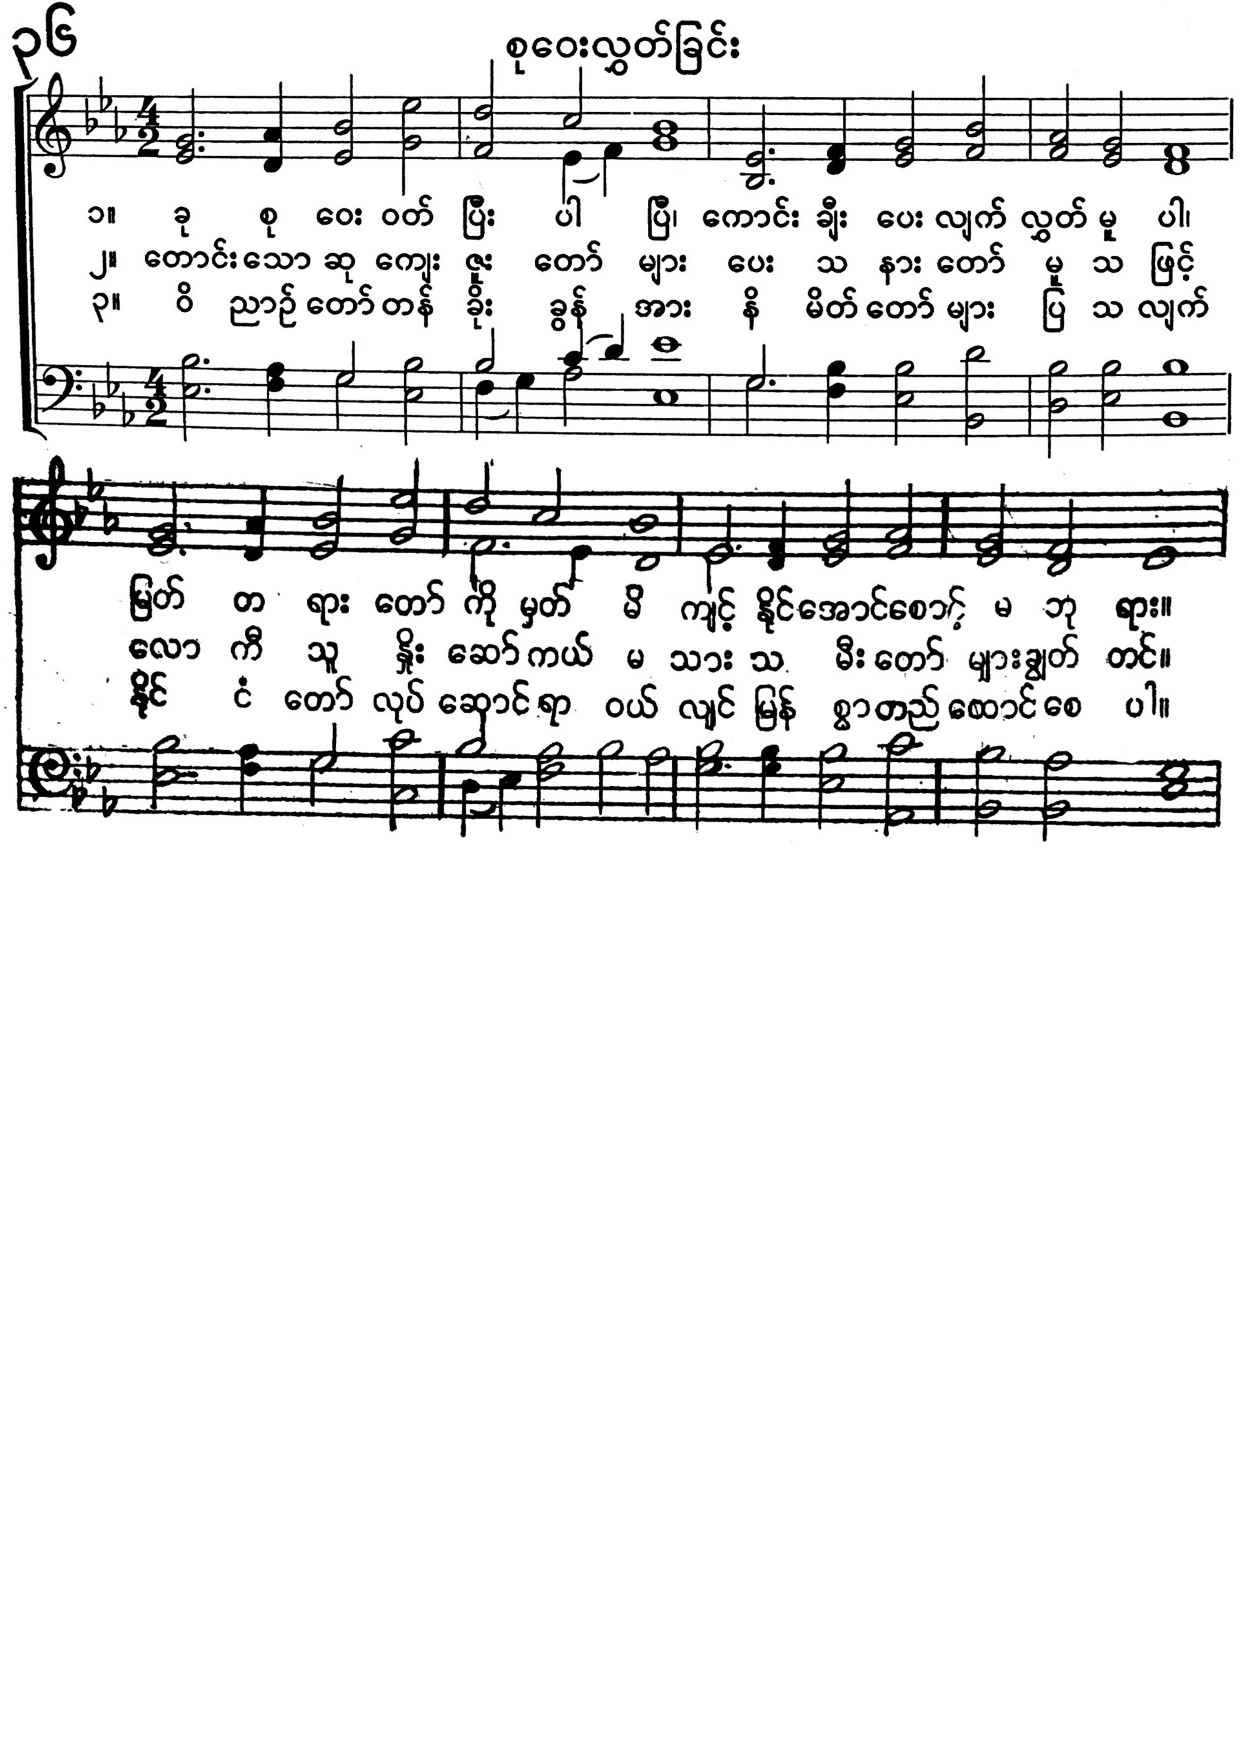 ၃၆
စုဝေးလွှတ်ခြင်း
4 2
၁။ ခု စု ဝေး ဝတ် ပြီး ပါ ပြီ၊ ကောင်း ချီး ပေး လျက် လွှတ် မူ ပါ၊
၂။ တောင်း သော ဆု ကျေး ဇူး တော် များ ပေး သ နား တော် မူ သ ဖြင့်
၃။ ဝိ ညာဉ် တော် တန် ခိုး ခွန် အား နိ မိတ် တော် များ ပြ သ လျက်
4 2
မြတ် တ ရား တော် ကို မှတ် မိ ကျင့် နိုင် အောင် စောင့် မ ဘု ရား။
လော ကီ သူ နှိုး ဆော် ကယ် မ သား သ မီး တော် များ ချွတ် တင်။
နိုင် ငံ တော် လုပ် ဆောင် ရာ ဝယ် လျင် မြန် စွာ တည် ထောင် စေ ပါ။